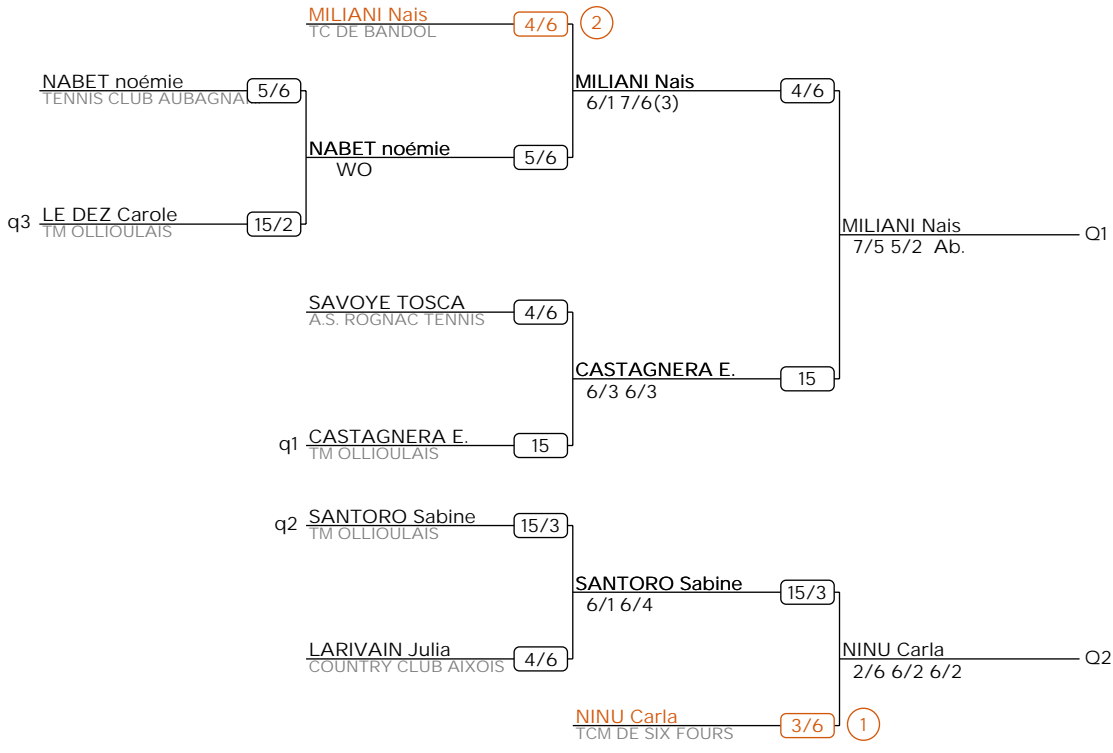 MILIANI Nais 4/6 2
TC DE BANDOL
NABET noémie 5/6
TENNIS CLUB AUBAGNA
MILIANI Nais 4/6
6/1 7/6(3)
NABET noémie 5/6
WO
q3 LE DEZ Carole 15/2
TM OLLIOULAIS
MILIANI Nais Q1
7/5 5/2 Ab.
SAVOYE TOSCA 4/6
A.S. ROGNAC TENNIS
CASTAGNERA E. 15
6/3 6/3
q1 CASTAGNERA E. 15
TM OLLIOULAIS
q2 SANTORO Sabine 15/3
TM OLLIOULAIS
SANTORO Sabine 15/3
6/1 6/4
LARIVAIN Julia 4/6
COUNTRY CLUB AIXOIS
NINU Carla Q2
2/6 6/2 6/2
NINU Carla 3/6 1
TCM DE SIX FOURS